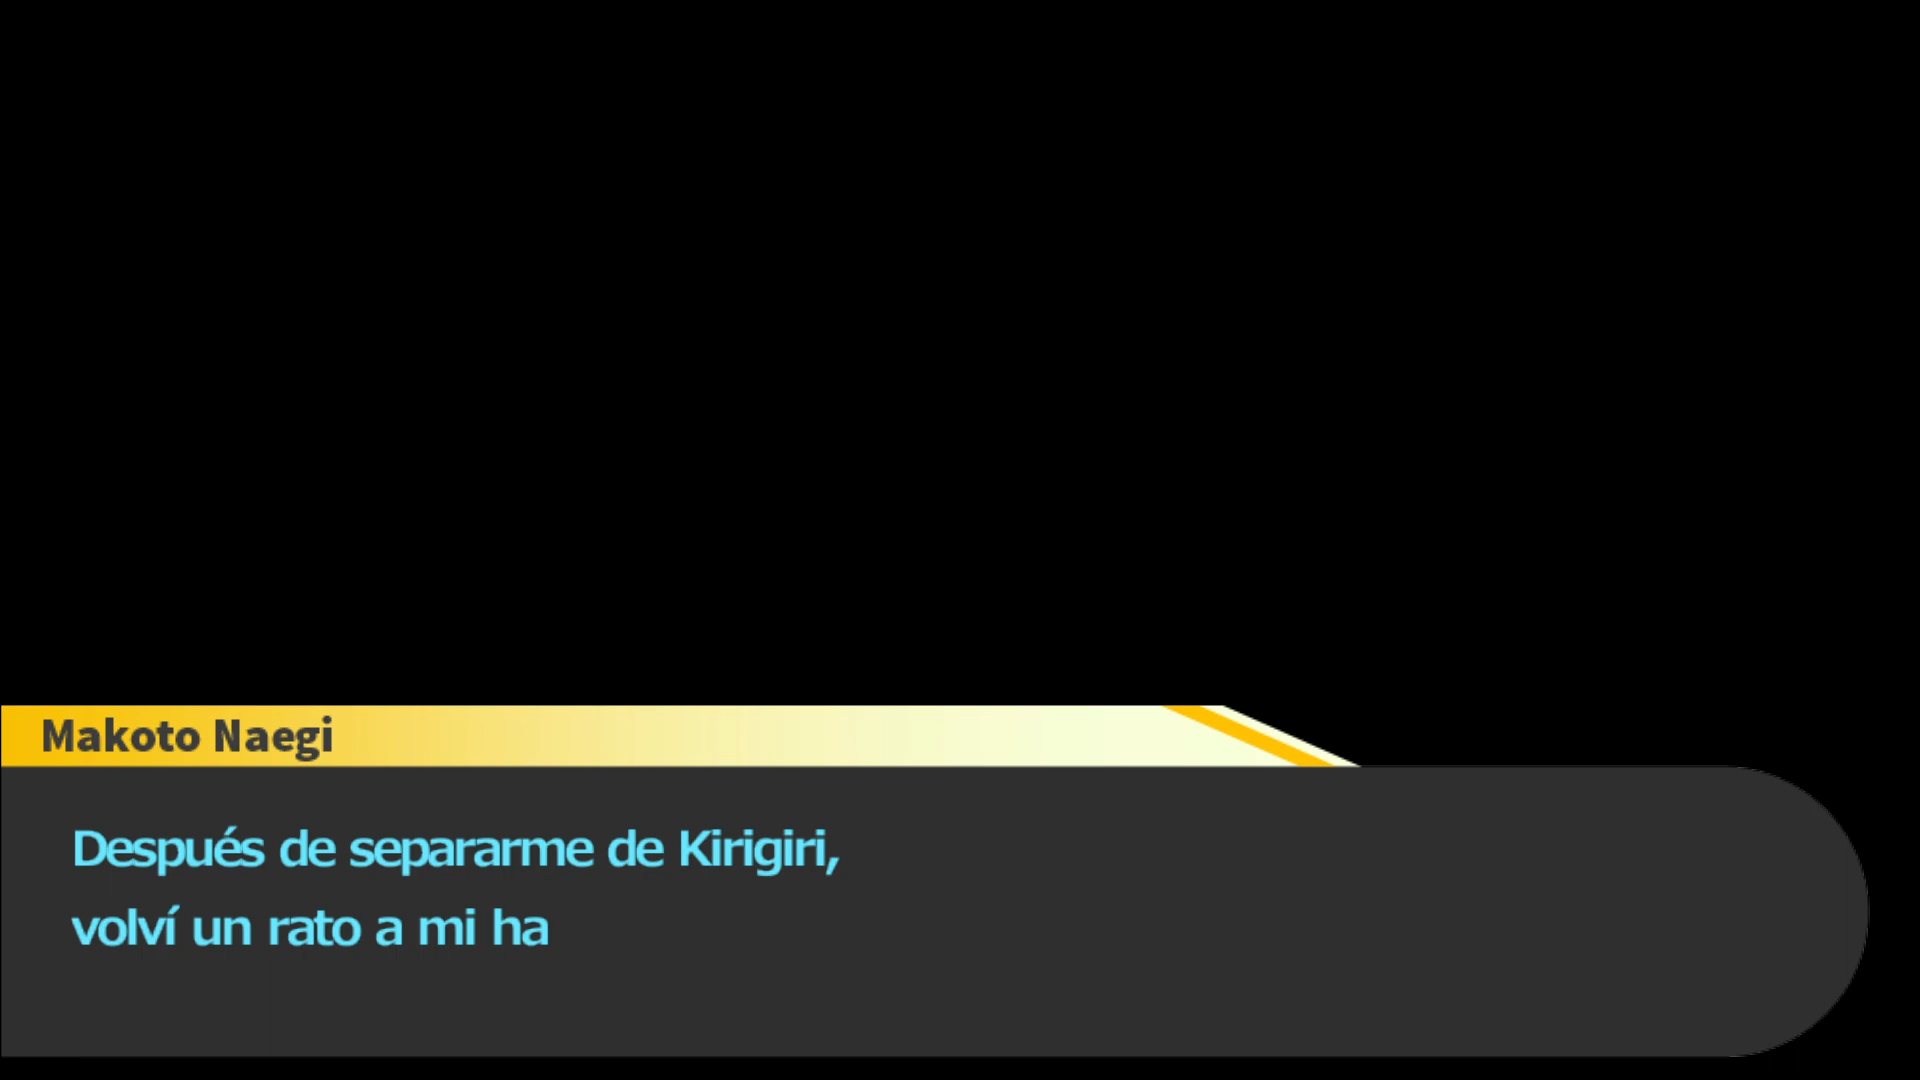 Makoto Naegi
Después de separarme de Kirigiri,
volví un rato a mi ha